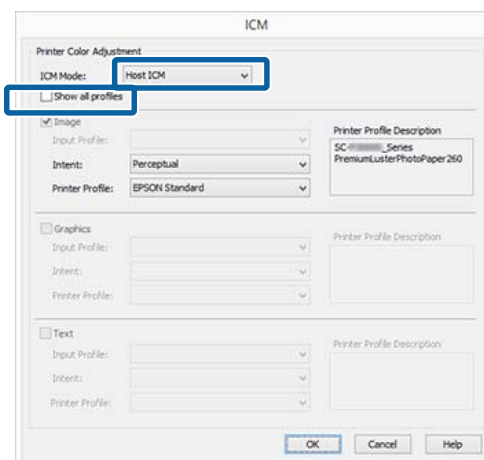 ICM
Printer Color Adjustment
ICM Mode: Host ICM
Show all profiles
Image
Input Profile:
Intent: Perceptual
Printer Profile: EPSON Standard
Printer Profile Description
SC- _Series
PremiumLusterPhotoPaper260
Graphics
Input Profile:
Intent:
Printer Profile:
Printer Profile Description
Text
Input Profile:
Intent:
Printer Profile:
Printer Profile Description
OK Cancel Help